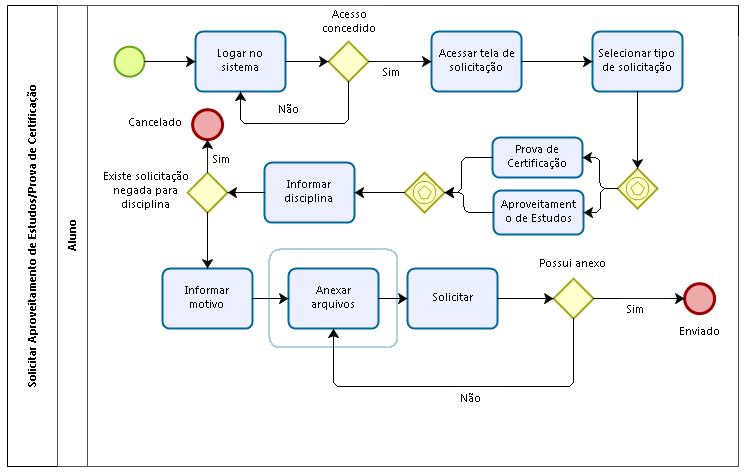 Solicitar Aproveitamento de Estudos/Prova de Certificação
Aluno
Logar no
sistema
Acesso
concedido
Sim
Não
Acessar tela de
solicitação
Selecionar tipo
de solicitação
Prova de
Certificação
Aproveitament
o de Estudos
Informar
disciplina
Existe solicitação
negada para
disciplina
Sim
Cancelado
Informar
motivo
Anexar
arquivos
Solicitar
Possui anexo
Sim
Não
Enviado